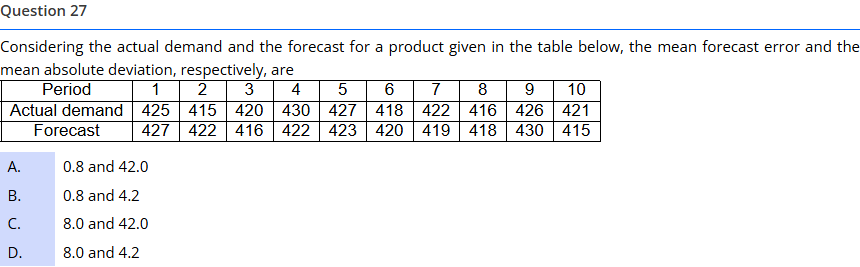 Question 27
Considering the actual demand and the forecast for a product given in the table below, the mean forecast error and the
mean absolute deviation, respectively, are
Period 1 2 3 4 5 6 7 8 9 10
Actual demand 425 415 420 430 427 418 422 416 426 421
Forecast 427 422 416 422 423 420 419 418 430 415
A. 0.8 and 42.0
B. 0.8 and 4.2
C. 8.0 and 42.0
D. 8.0 and 4.2